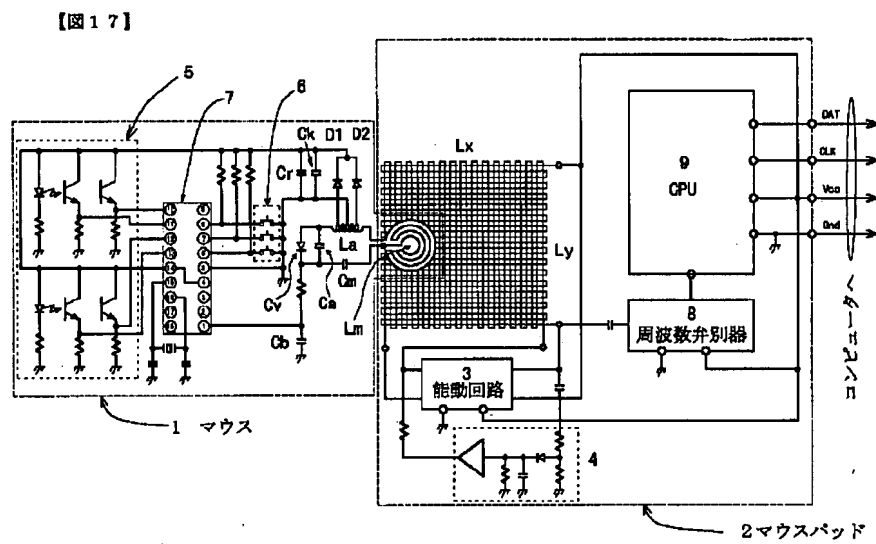 【図17】
5
7
6
Ck
D1 D2
Cr
Lx
La
Ly
Cv
Ca
Cm
Lm
Cb
9
CPU
DAT
CLK
Vcc
Gnd
コンピュータへ
8
周波数弁別器
3
能動回路
4
1 マウス
2マウスパッド